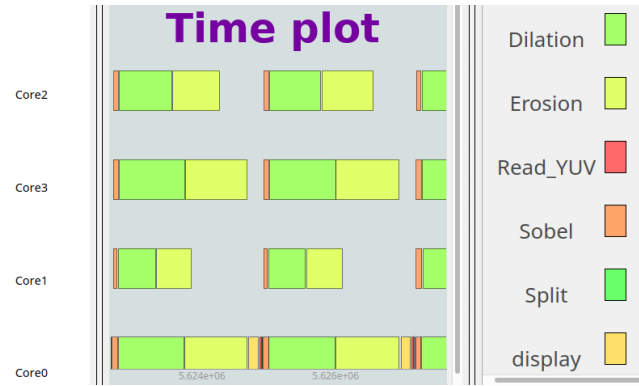 Time plot
Core2
Core3
Core1
Core0
5.624e+06 5.626e+06
Dilation
Erosion
Read_YUV
Sobel
Split
display